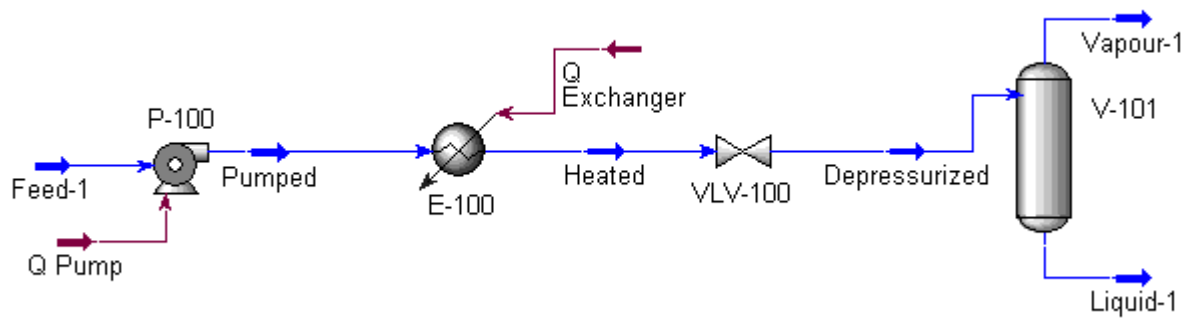 Vapour-1
Q
Exchanger
V-101
P-100
Pumped
Heated
Depressurized
Feed-1
E-100
VLV-100
Q Pump
Liquid-1